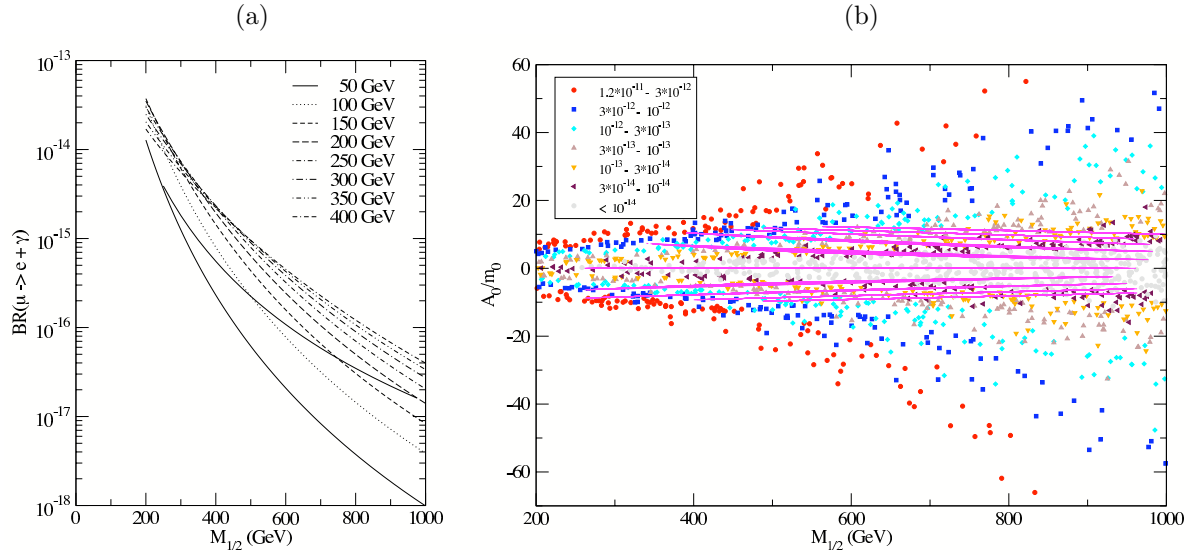 (a)
(b)
BR(μ -> e + γ)
10^-13
10^-14
10^-15
10^-16
10^-17
10^-18
0
200
400
600
800
1000
M_1/2 (GeV)
50 GeV
100 GeV
150 GeV
200 GeV
250 GeV
300 GeV
350 GeV
400 GeV
A_0/m_0
60
40
20
0
-20
-40
-60
200
400
600
800
1000
M_1/2 (GeV)
1.2*10^-11 - 3*10^-12
3*10^-12 - 10^-12
10^-12 - 3*10^-13
3*10^-13 - 10^-13
10^-13 - 3*10^-14
3*10^-14 - 10^-14
< 10^-14